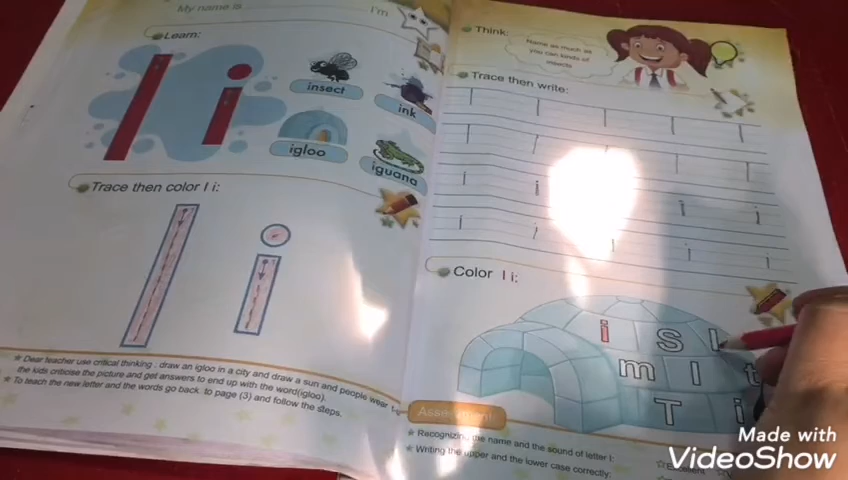 My name is
I'm
Learn:
I i
insect
ink
igloo
iguana
Trace then color I i:
I i
★ Dear teacher use critical thinking , draw an igloo in a city and draw a sun and people wear
the kids criticise the picture and get answers to end up with the word(igloo).
★ To teach the new letter and the words go back to page (3) and follow the steps.
Think:
Name as much as
you can kinds of
insects
Trace then write:
I I I I I
I I I I I
i i i i
i i i i i
Color I i:
i S I
m I t
T i
Assessment
★ Recognizing the name and the sound of letter I:
★ Writing the upper and the lower case correctly:
Excellent
Made with
VideoShow